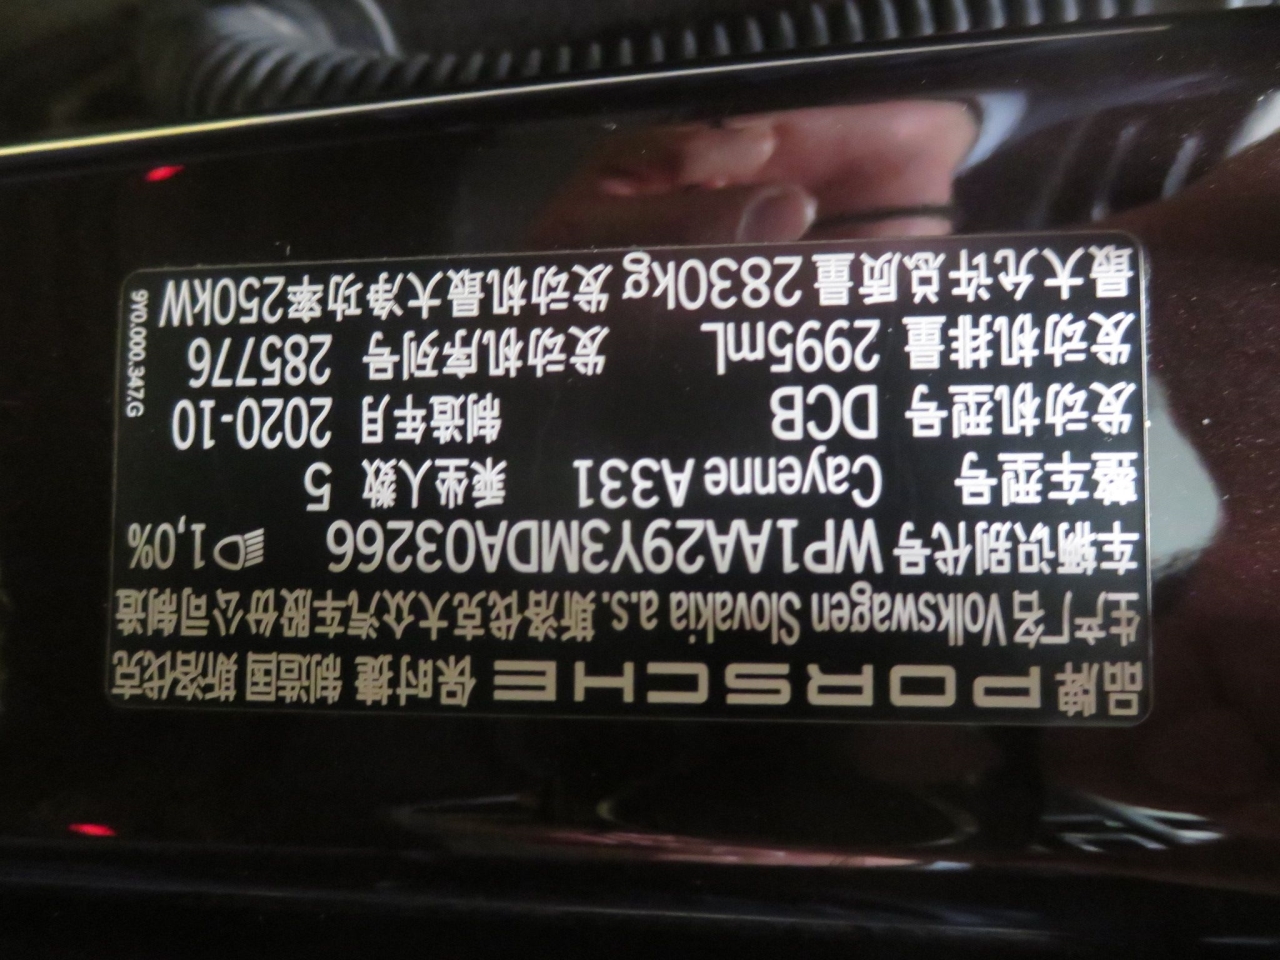 品牌 PORSCHE 保时捷 制造国 斯洛伐克
生产厂名 Volkswagen Slovakia a.s. 斯洛伐克大众汽车股份公司制造
车辆识别代号 WP1AA29Y3MDA03266 1,0%
整车型号 Cayenne A331 乘坐人数 5
发动机型号 DCB 制造年月 2020-10
发动机排量 2995mL 发动机序列号 285776
最大允许总质量 2830kg 发动机最大净功率 250kW
9Y0.000.347.G